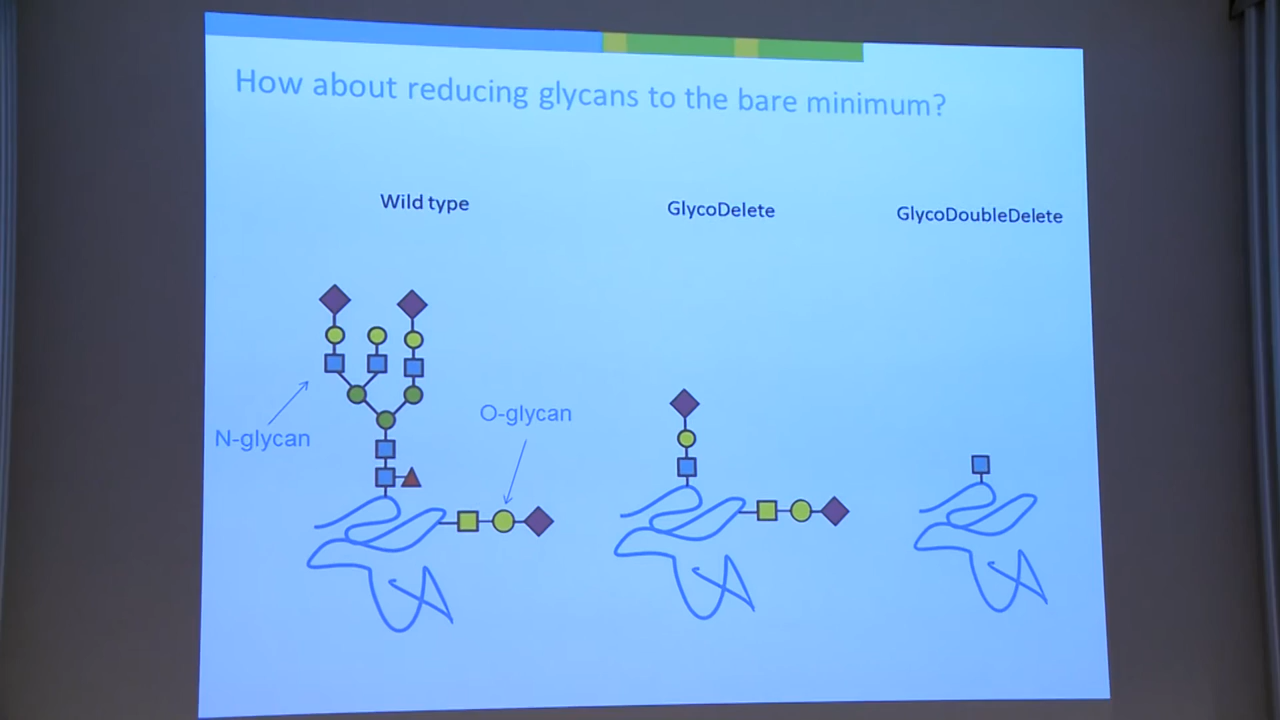 How about reducing glycans to the bare minimum?
Wild type
GlycoDelete
GlycoDoubleDelete
N-glycan
O-glycan